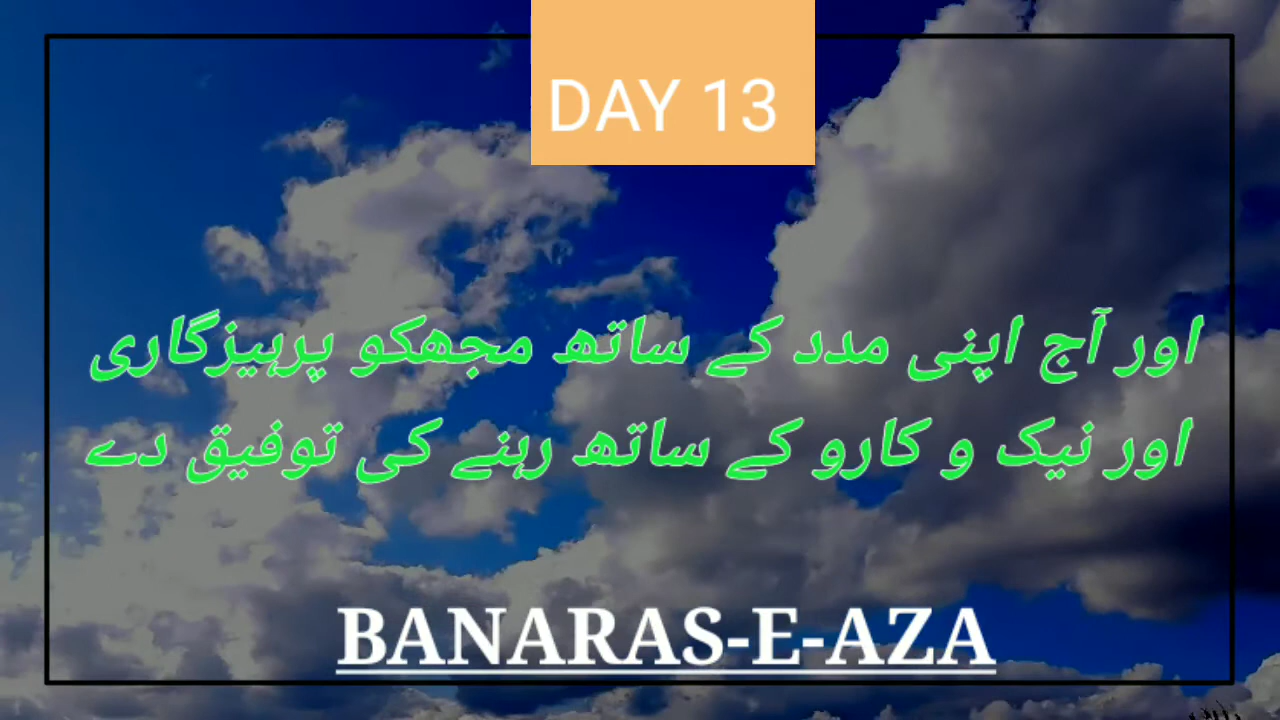 DAY 13
اور آج اپنی مدد کے ساتھ مجھکو پرہیزگاری
اور نیک و کارو کے ساتھ رہنے کی توفیق دے
BANARAS-E-AZA